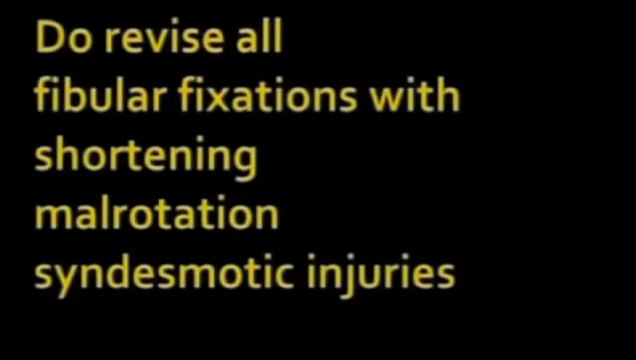 Do revise all
fibular fixations with
shortening
malrotation
syndesmotic injuries